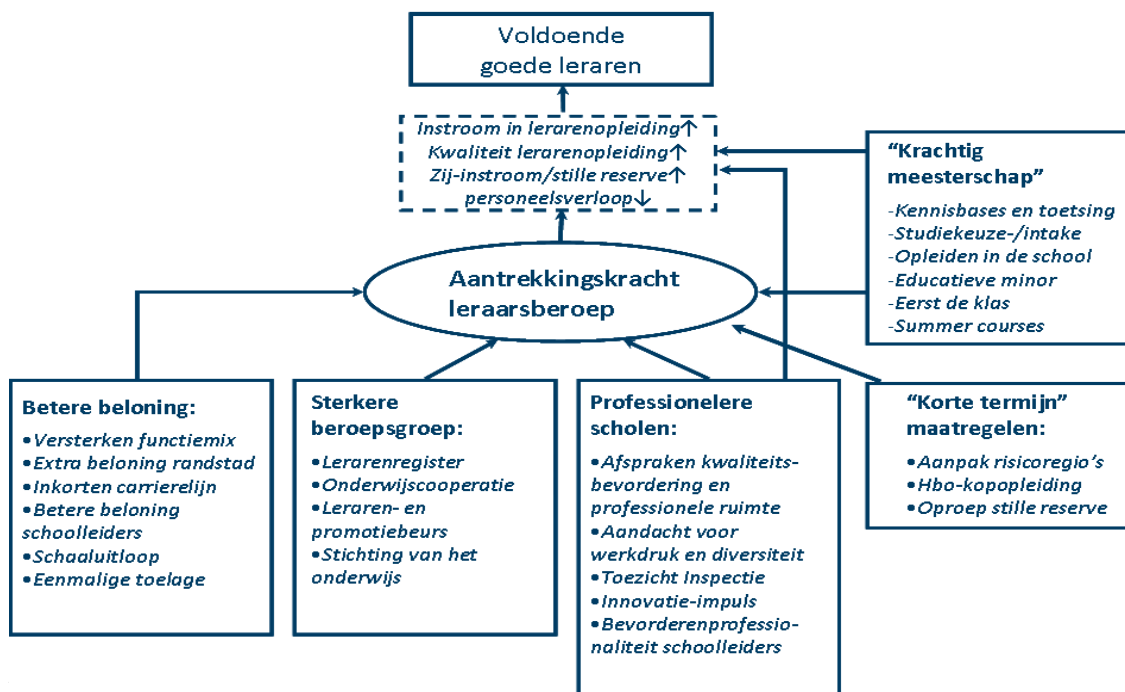 Voldoende
goede leraren
Instroom in lerarenopleiding↑
Kwaliteit lerarenopleiding↑
Zij-instroom/stille reserve↑
personeelsverloop↓
“Krachtig
meesterschap”
-Kennisbases en toetsing
-Studiekeuze-/intake
-Opleiden in de school
-Educatieve minor
-Eerst de klas
-Summer courses
Aantrekkingskracht
leraarsberoep
Betere beloning:
•Versterken functiemix
•Extra beloning randstad
•Inkorten carrierelijn
•Betere beloning
schoolleiders
•Schaaluitloop
•Eenmalige toelage
Sterkere
beroepsgroep:
•Lerarenregister
•Onderwijscooperatie
•Leraren- en
promotiebeurs
•Stichting van het
onderwijs
Professionelere
scholen:
•Afspraken kwaliteits-
bevordering en
professionele ruimte
•Aandacht voor
werkdruk en diversiteit
•Toezicht Inspectie
•Innovatie-impuls
•Bevorderenprofessio-
naliteit schoolleiders
“Korte termijn”
maatregelen:
•Aanpak risicoregio’s
•Hbo-kopopleiding
•Oproep stille reserve